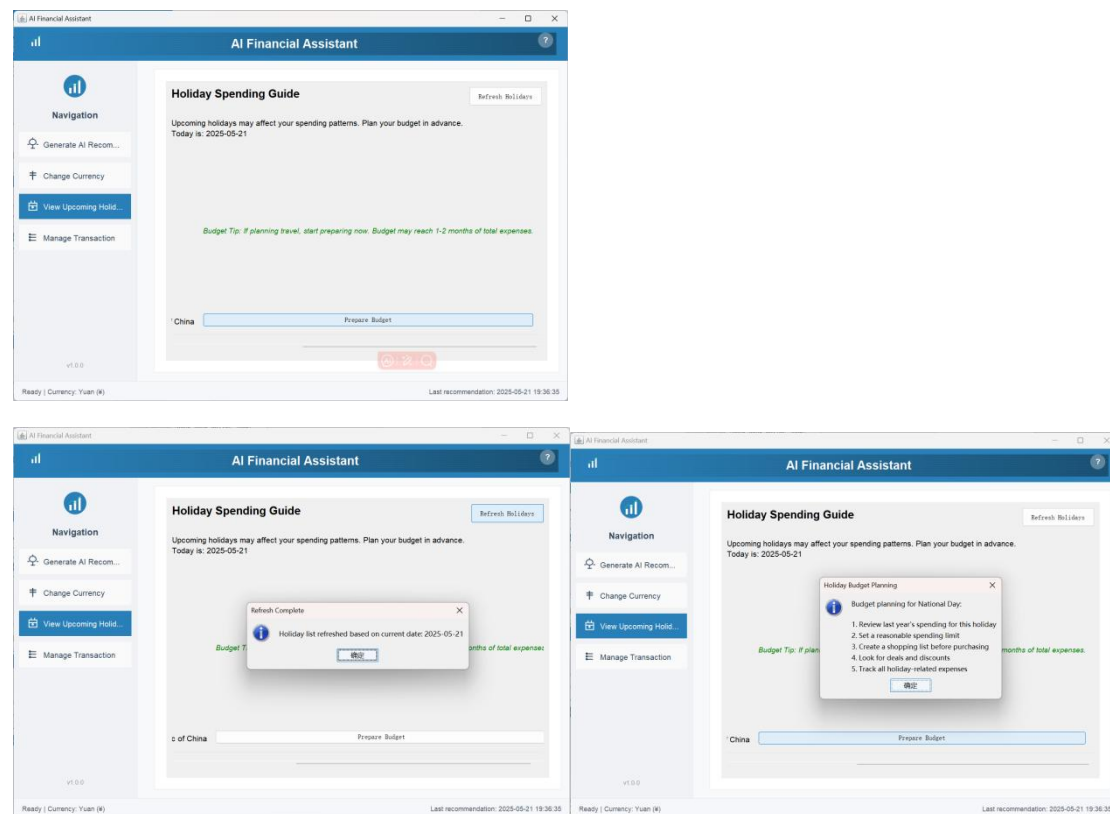 AI Financial Assistant
AI Financial Assistant
?
Navigation
Generate AI Recom...
Change Currency
View Upcoming Holid...
Manage Transaction
v1.0.0
Holiday Spending Guide
Refresh Holidays
Upcoming holidays may affect your spending patterns. Plan your budget in advance.
Today is: 2025-05-21
Budget Tip: If planning travel, start preparing now. Budget may reach 1-2 months of total expenses.
China
Prepare Budget
Ready | Currency: Yuan (¥)
Last recommendation: 2025-05-21 19:36:35
AI Financial Assistant
AI Financial Assistant
?
Navigation
Generate AI Recom...
Change Currency
View Upcoming Holid...
Manage Transaction
v1.0.0
Holiday Spending Guide
Refresh Holidays
Upcoming holidays may affect your spending patterns. Plan your budget in advance.
Today is: 2025-05-21
Refresh Complete
Holiday list refreshed based on current date: 2025-05-21
确定
Budget T
onths of total expenses
c of China
Prepare Budget
Ready | Currency: Yuan (¥)
Last recommendation: 2025-05-21 19:36:35
AI Financial Assistant
AI Financial Assistant
?
Navigation
Generate AI Recom...
Change Currency
View Upcoming Holid...
Manage Transaction
v1.0.0
Holiday Spending Guide
Refresh Holidays
Upcoming holidays may affect your spending patterns. Plan your budget in advance.
Today is: 2025-05-21
Holiday Budget Planning
Budget planning for National Day:
1. Review last year's spending for this holiday
2. Set a reasonable spending limit
3. Create a shopping list before purchasing
4. Look for deals and discounts
5. Track all holiday-related expenses
确定
Budget Tip: If plan
months of total expenses.
China
Prepare Budget
Ready | Currency: Yuan (¥)
Last recommendation: 2025-05-21 19:36:35